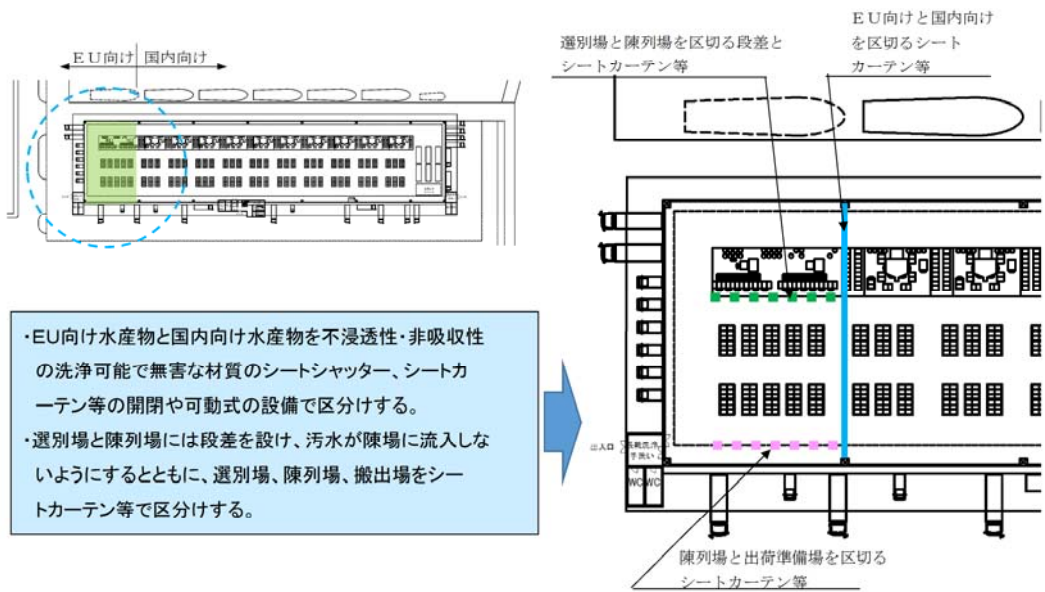 EU向け 国内向け
・EU向け水産物と国内向け水産物を不浸透性・非吸収性
の洗浄可能で無害な材質のシートシャッター、シートカ
ーテン等の開閉や可動式の設備で区分けする。
・選別場と陳列場には段差を設け、汚水が陳場に流入しな
いようにするとともに、選別場、陳列場、搬出場をシー
トカーテン等で区分けする。
選別場と陳列場を区切る段差と
シートカーテン等
EU向けと国内向け
を区切るシート
カーテン等
出入口
手洗い
WC WC
陳列場と出荷準備場を区切る
シートカーテン等